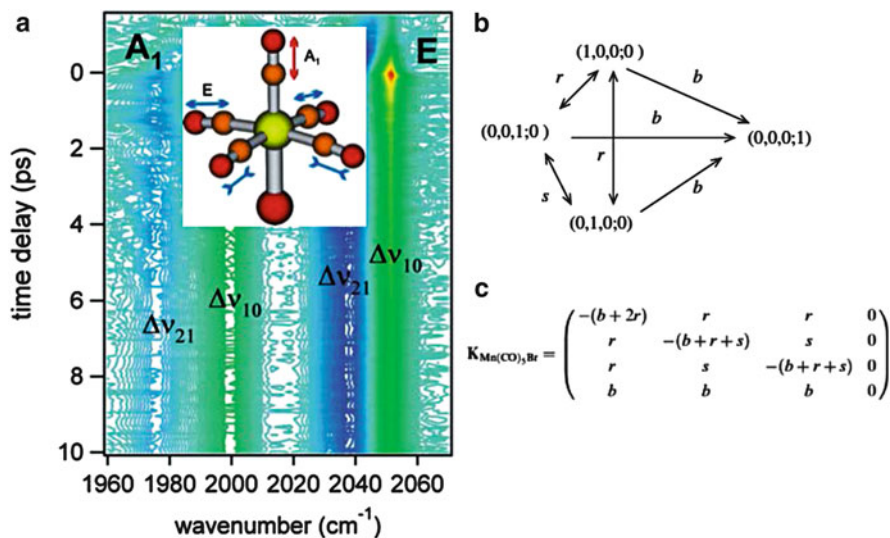 a
A₁
E
A₁
E
0
2
4
6
8
10
time delay (ps)
Δν₂₁
Δν₁₀
Δν₂₁
Δν₁₀
1960 1980 2000 2020 2040 2060
wavenumber (cm⁻¹)
b
(1,0,0;0)
r
b
(0,0,1;0)
b
(0,0,0;1)
r
s
b
(0,1,0;0)
c
K_Mn(CO)₅Br =
-(b + 2r) r r 0
r -(b + r + s) s 0
r s -(b + r + s) 0
b b b 0